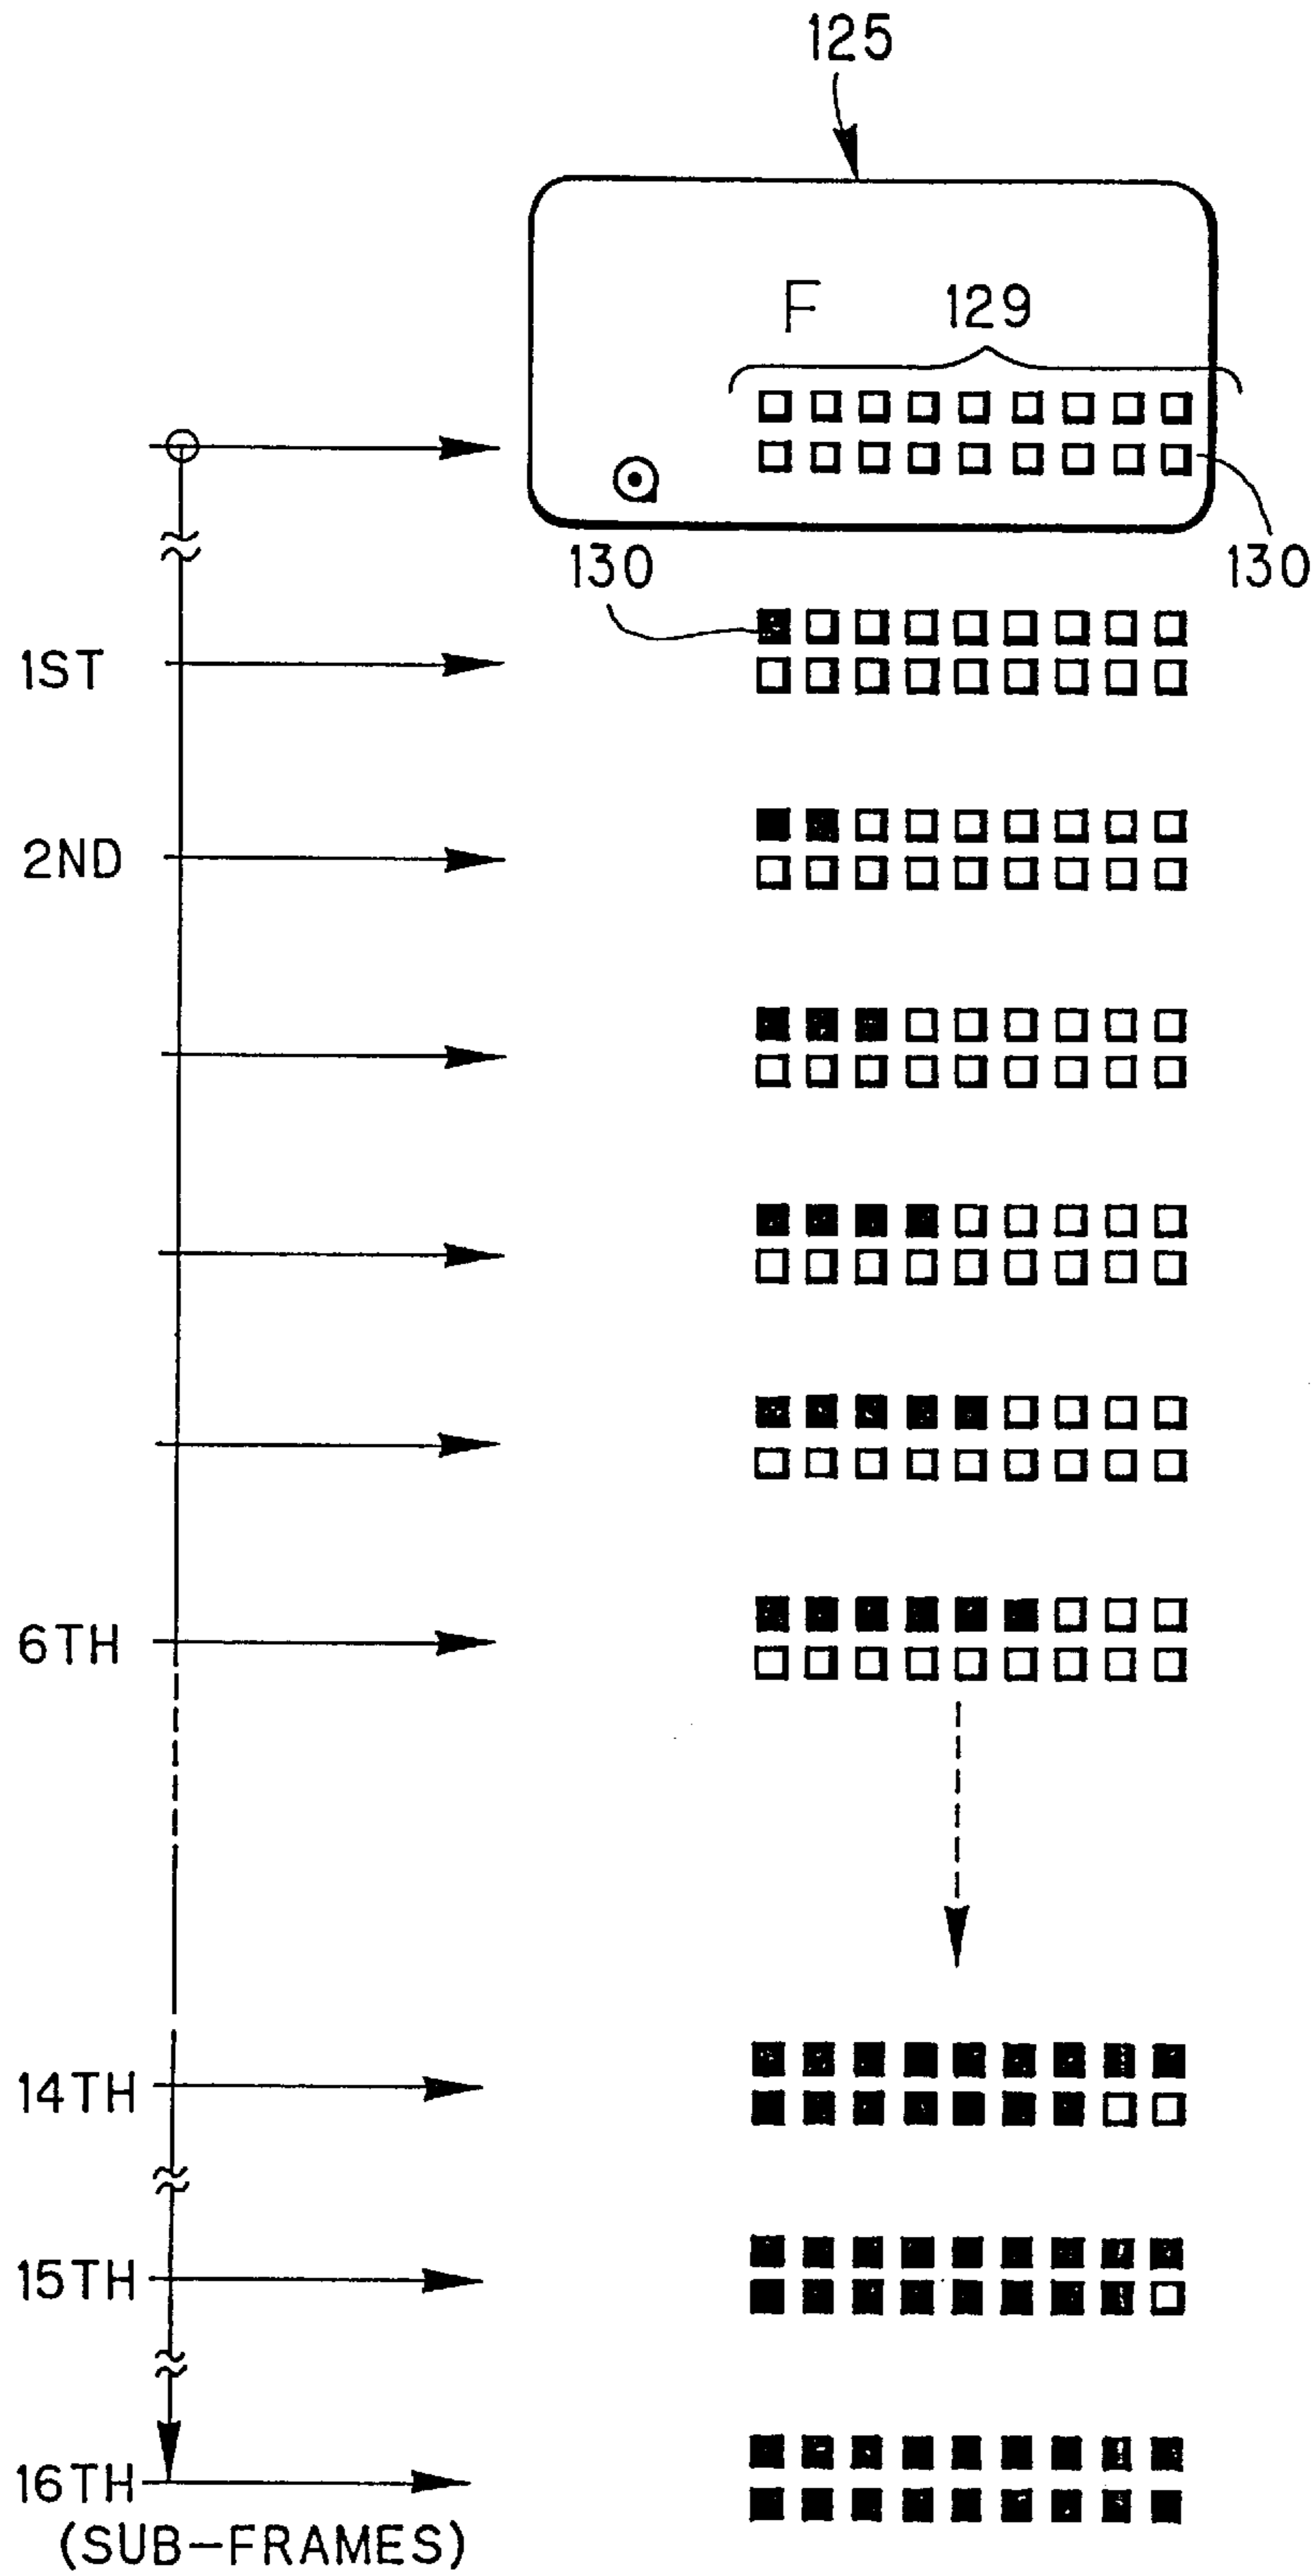 125
F 129
130 130
1ST
2ND
6TH
14TH
15TH
16TH
(SUB-FRAMES)